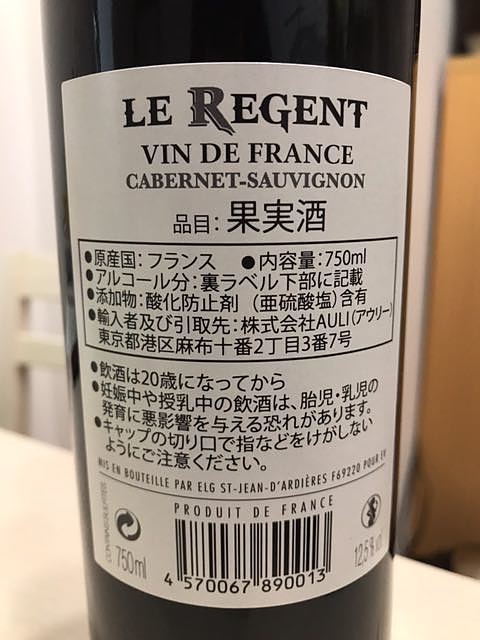 LE REGENT
VIN DE FRANCE
CABERNET-SAUVIGNON
品目：果実酒
●原産国：フランス ●内容量：750ml
●アルコール分：裏ラベル下部に記載
●添加物：酸化防止剤（亜硫酸塩）含有
●輸入者及び引取先：株式会社AULI（アウリー）
東京都港区麻布十番2丁目3番7号
●飲酒は20歳になってから
●妊娠中や授乳中の飲酒は、胎児・乳児の
発育に悪影響を与える恐れがあります。
●キャップの切り口で指などをけがしない
ようにご注意ください。
MIS EN BOUTEILLE PAR ELG ST-JEAN-D'ARDIÈRES F69220 POUR EV
PRODUIT DE FRANCE
750ml
4 570067 890013
12,5%